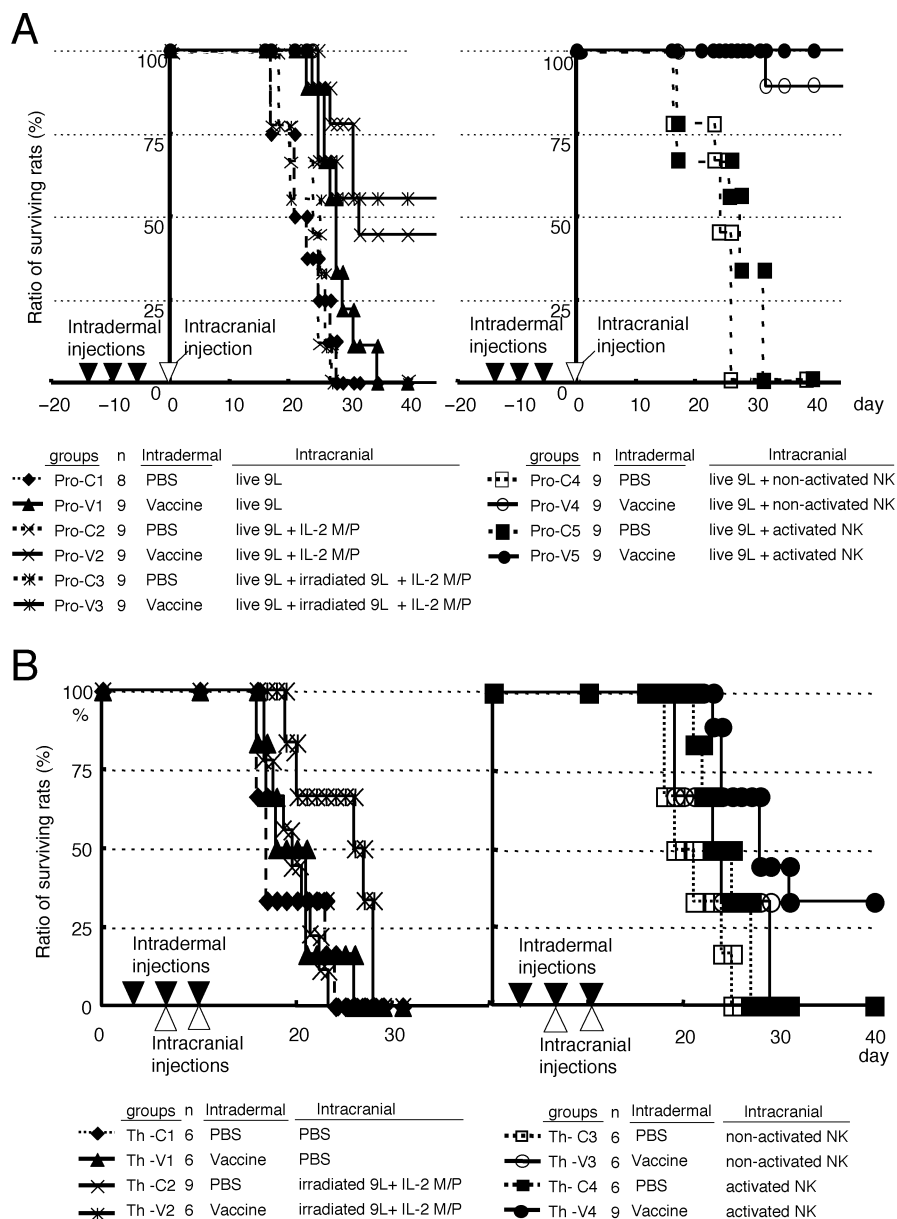 A
Ratio of surviving rats (%)
100
75
50
25
0
Intradermal
injections
Intracranial
injection
−20 −10 0 10 20 30 40
Intradermal
injections
Intracranial
injection
100
75
50
25
0
−20 −10 0 10 20 30 40 day
groups n Intradermal Intracranial
Pro-C1 8 PBS live 9L
Pro-V1 9 Vaccine live 9L
Pro-C2 9 PBS live 9L + IL-2 M/P
Pro-V2 9 Vaccine live 9L + IL-2 M/P
Pro-C3 9 PBS live 9L + irradiated 9L + IL-2 M/P
Pro-V3 9 Vaccine live 9L + irradiated 9L + IL-2 M/P
groups n Intradermal Intracranial
Pro-C4 9 PBS live 9L + non-activated NK
Pro-V4 9 Vaccine live 9L + non-activated NK
Pro-C5 9 PBS live 9L + activated NK
Pro-V5 9 Vaccine live 9L + activated NK
B
Ratio of surviving rats (%)
100
%
75
50
25
0
Intradermal
injections
Intracranial
injections
0 20 30
Intradermal
injections
Intracranial
injections
20 30 40
day
groups n Intradermal Intracranial
Th -C1 6 PBS PBS
Th -V1 6 Vaccine PBS
Th -C2 9 PBS irradiated 9L+ IL-2 M/P
Th -V2 6 Vaccine irradiated 9L+ IL-2 M/P
groups n Intradermal Intracranial
Th- C3 6 PBS non-activated NK
Th -V3 6 Vaccine non-activated NK
Th- C4 6 PBS activated NK
Th -V4 9 Vaccine activated NK